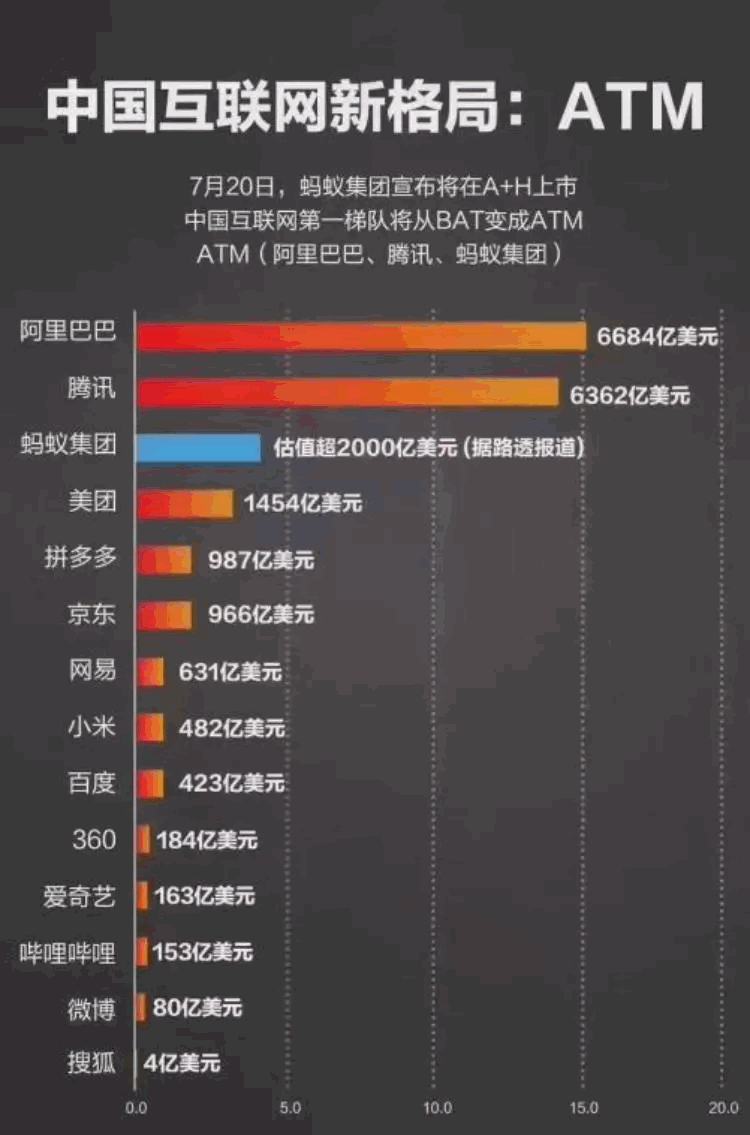 中国互联网新格局：ATM
7月20日，蚂蚁集团宣布将在A+H上市
中国互联网第一梯队将从BAT变成ATM
ATM（阿里巴巴、腾讯、蚂蚁集团）
阿里巴巴 6684亿美元
腾讯 6362亿美元
蚂蚁集团 估值超2000亿美元(据路透报道)
美团 1454亿美元
拼多多 987亿美元
京东 966亿美元
网易 631亿美元
小米 482亿美元
百度 423亿美元
360 184亿美元
爱奇艺 163亿美元
哔哩哔哩 153亿美元
微博 80亿美元
搜狐 4亿美元
0.0 5.0 10.0 15.0 20.0